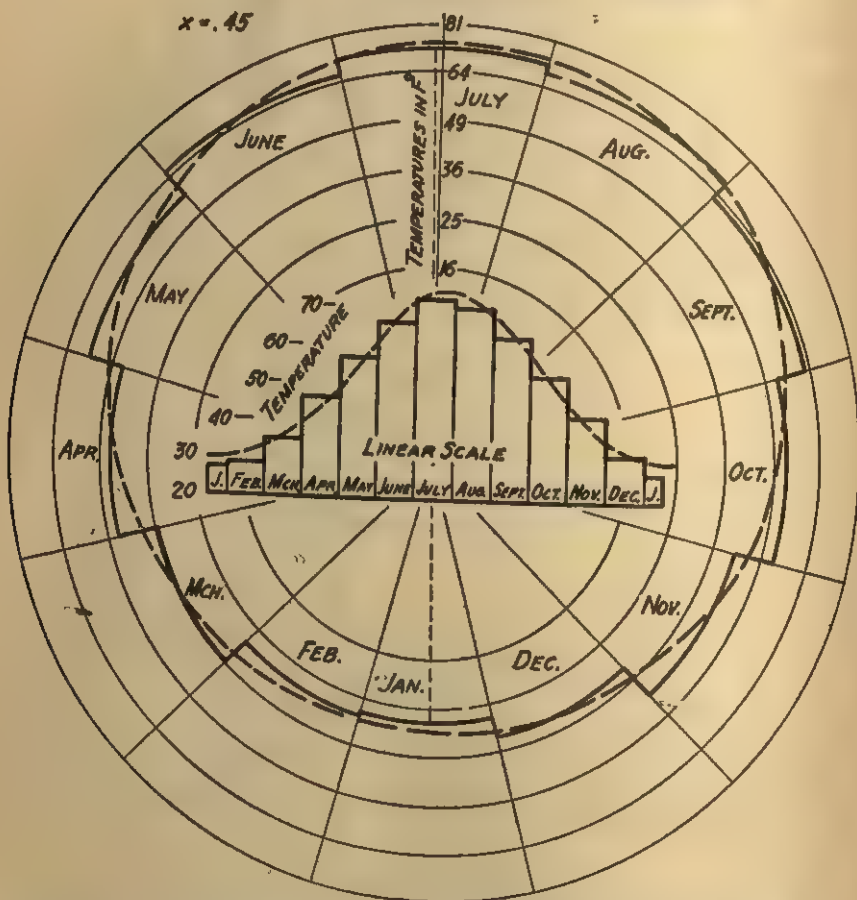 x = .45
81
64
TEMPERATURES IN F°
JULY
49
36
25
16
JUNE
AUG.
MAY
SEPT.
APR.
OCT.
MCH.
NOV.
FEB.
DEC.
JAN.
70-
60-
50-
40-
30
20
TEMPERATURE
LINEAR SCALE
J. FEB. MCH APR MAY JUNE JULY AUG. SEPT. OCT. NOV. DEC. J.